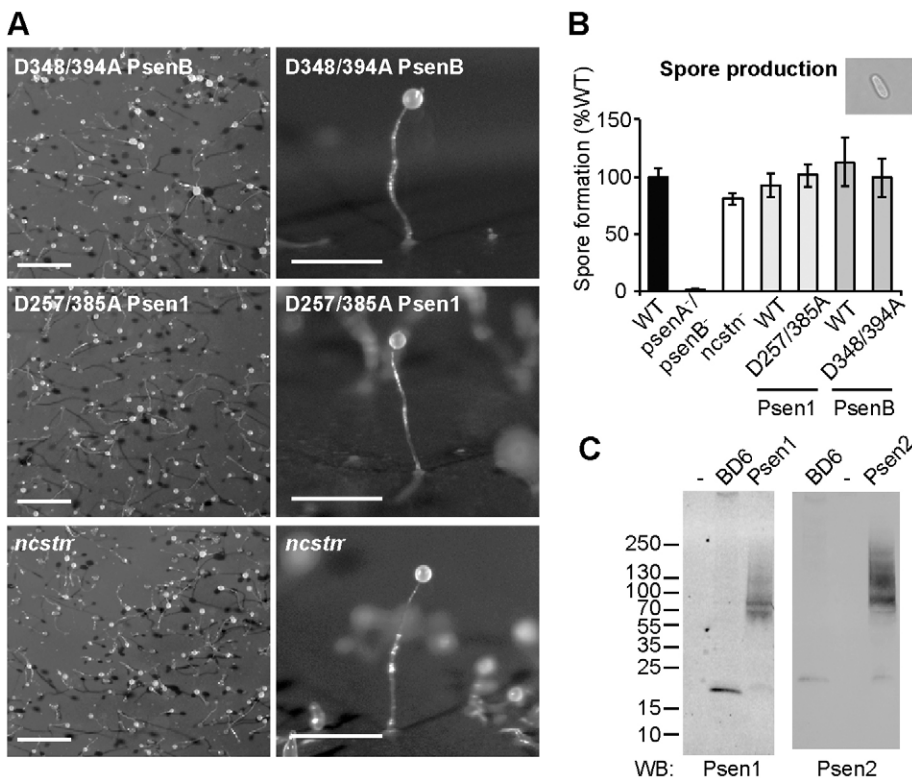 A
D348/394A PsenB
D348/394A PsenB
D257/385A Psen1
D257/385A Psen1
ncstn-
ncstn-
B
Spore production
Spore formation (%WT)
150
100
50
0
WT
psenA-/
psenB-
ncstn-
WT
D257/385A
WT
D348/394A
Psen1
PsenB
C
- BD6 Psen1
BD6 - Psen2
250
130
100
70
55
35
25
15
10
WB: Psen1 Psen2